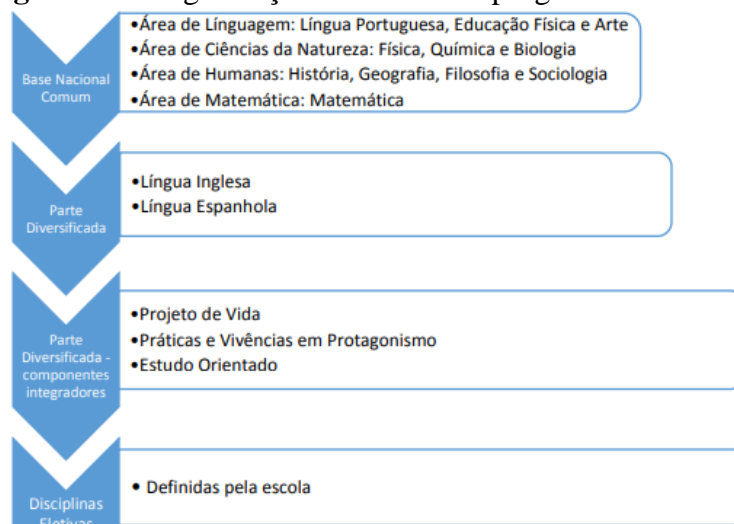 •Área de Línguagem: Língua Portuguesa, Educação Física e Arte
•Área de Ciências da Natureza: Física, Química e Biologia
•Área de Humanas: História, Geografia, Filosofia e Sociologia
•Área de Matemática: Matemática
Base Nacional
Comum
•Língua Inglesa
•Língua Espanhola
Parte
Diversificada
•Projeto de Vida
•Práticas e Vivências em Protagonismo
•Estudo Orientado
Parte
Diversificada -
componentes
integradores
• Definidas pela escola
Disciplinas
Eletivas